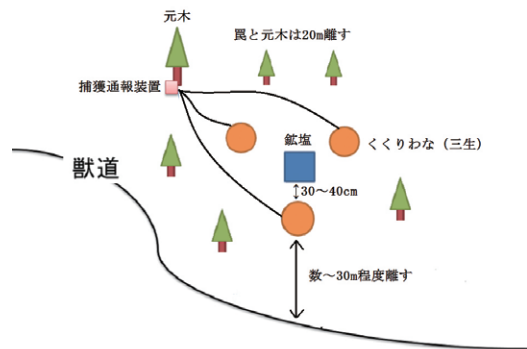 元木
罠と元木は20m離す
捕獲通報装置
鉱塩
くくりわな（三生）
獣道
30～40cm
数～30m程度離す